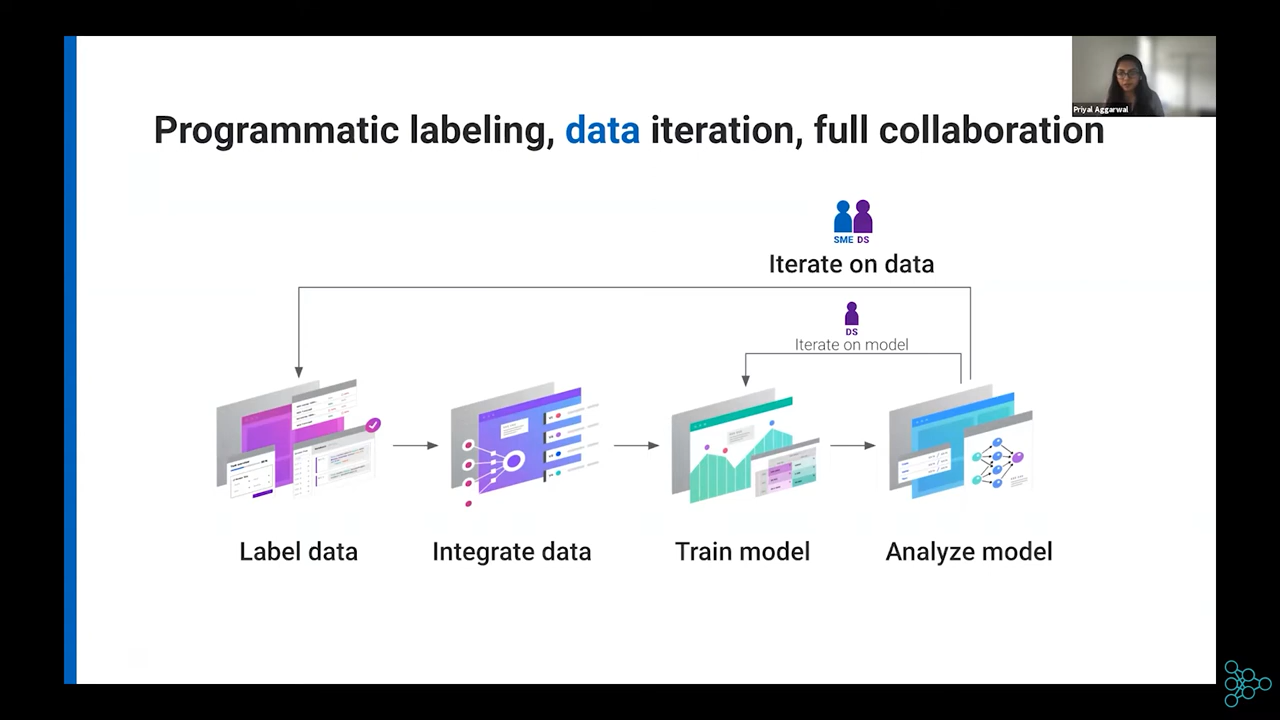 Priyal Aggarwal
Programmatic labeling, data iteration, full collaboration
SME DS
Iterate on data
DS
Iterate on model
Label data
Integrate data
Train model
Analyze model